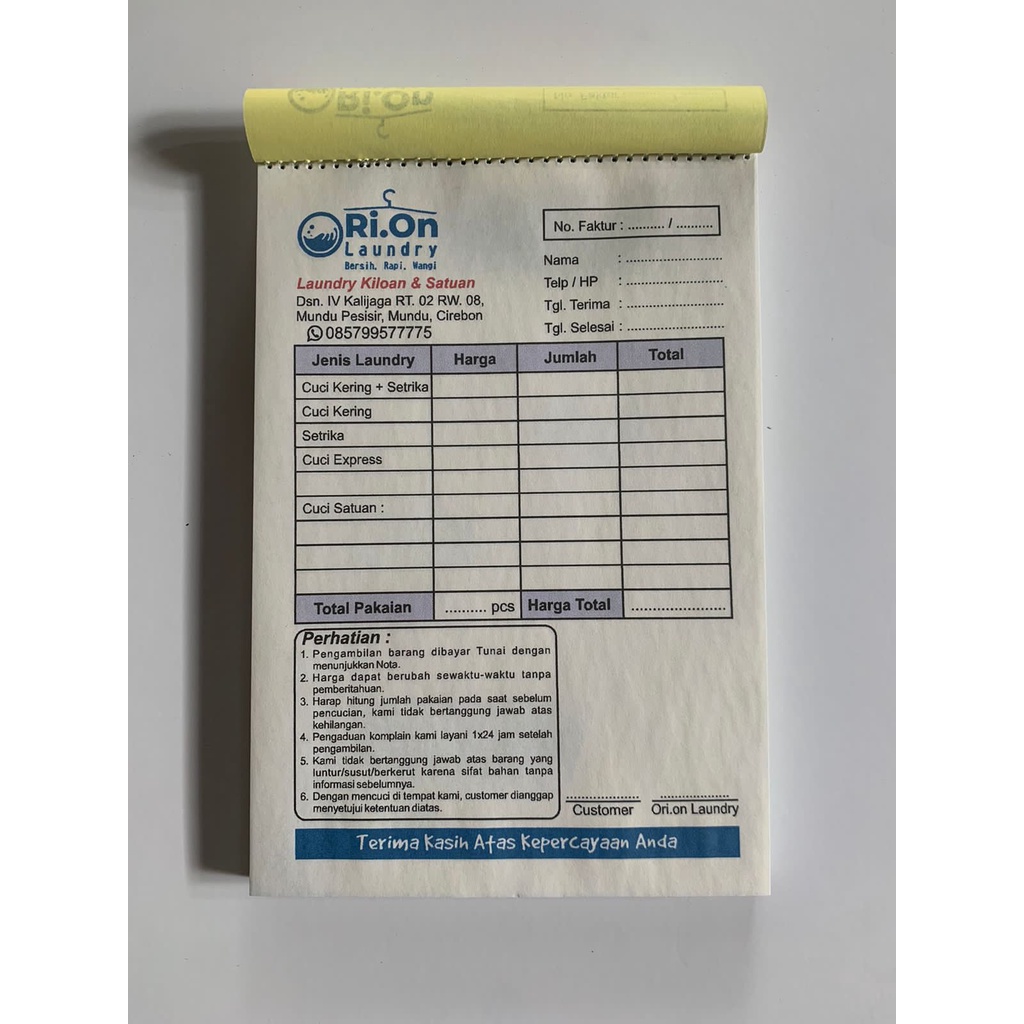 Ri.On
No. Faktur : .......... / ..........
Ri.On
Laundry
Bersih. Rapi. Wangi
Laundry Kiloan & Satuan
Dsn. IV Kalijaga RT. 02 RW. 08,
Mundu Pesisir, Mundu, Cirebon
085799577775
Nama : ..........................
Telp / HP : ..........................
Tgl. Terima : ..........................
Tgl. Selesai : ..........................
Jenis Laundry Harga Jumlah Total
Cuci Kering + Setrika
Cuci Kering
Setrika
Cuci Express
Cuci Satuan :
Total Pakaian .......... pcs Harga Total ........................
Perhatian :
1. Pengambilan barang dibayar Tunai dengan
menunjukkan Nota.
2. Harga dapat berubah sewaktu-waktu tanpa
pemberitahuan.
3. Harap hitung jumlah pakaian pada saat sebelum
pencucian, kami tidak bertanggung jawab atas
kehilangan.
4. Pengaduan komplain kami layani 1x24 jam setelah
pengambilan.
5. Kami tidak bertanggung jawab atas barang yang
luntur/susut/berkerut karena sifat bahan tanpa
informasi sebelumnya.
6. Dengan mencuci di tempat kami, customer dianggap
menyetujui ketentuan diatas.
Customer Ori.on Laundry
Terima Kasih Atas Kepercayaan Anda